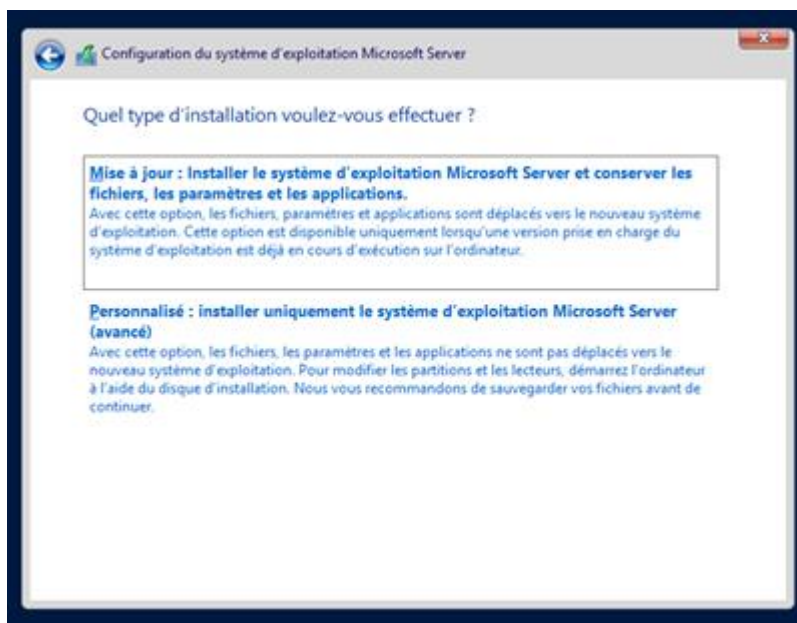 Configuration du système d'exploitation Microsoft Server
Quel type d'installation voulez-vous effectuer ?
Mise à jour : Installer le système d'exploitation Microsoft Server et conserver les
fichiers, les paramètres et les applications.
Avec cette option, les fichiers, paramètres et applications sont déplacés vers le nouveau système
d'exploitation. Cette option est disponible uniquement lorsqu'une version prise en charge du
système d'exploitation est déjà en cours d'exécution sur l'ordinateur.
Personnalisé : installer uniquement le système d'exploitation Microsoft Server
(avancé)
Avec cette option, les fichiers, les paramètres et les applications ne sont pas déplacés vers le
nouveau système d'exploitation. Pour modifier les partitions et les lecteurs, démarrez l'ordinateur
à l'aide du disque d'installation. Nous vous recommandons de sauvegarder vos fichiers avant de
continuer.